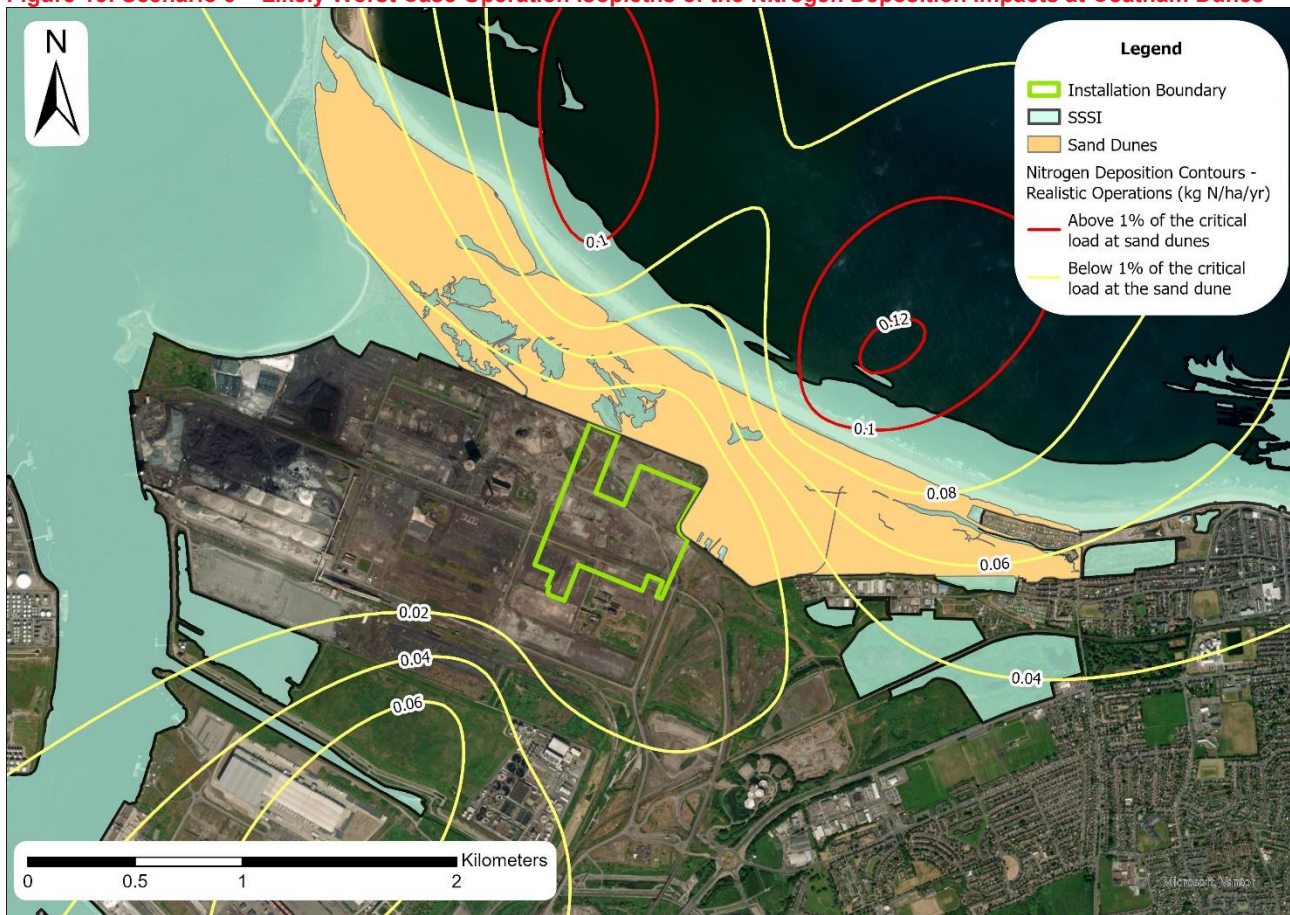 Figure Scenario – Likely Worst Case Operation Isopleths of the Nitrogen Deposition Impacts at Coatham Dunes
N
Legend
Installation Boundary
SSSI
Sand Dunes
Nitrogen Deposition Contours -
Realistic Operations (kg N/ha/yr)
Above 1% of the critical
load at sand dunes
Below 1% of the critical
load at the sand dune
0.1
0.12
0.1
0.08
0.06
0.02
0.04
0.04
0.06
Kilometers
0 0.5 1 2
Microsoft, Vantor